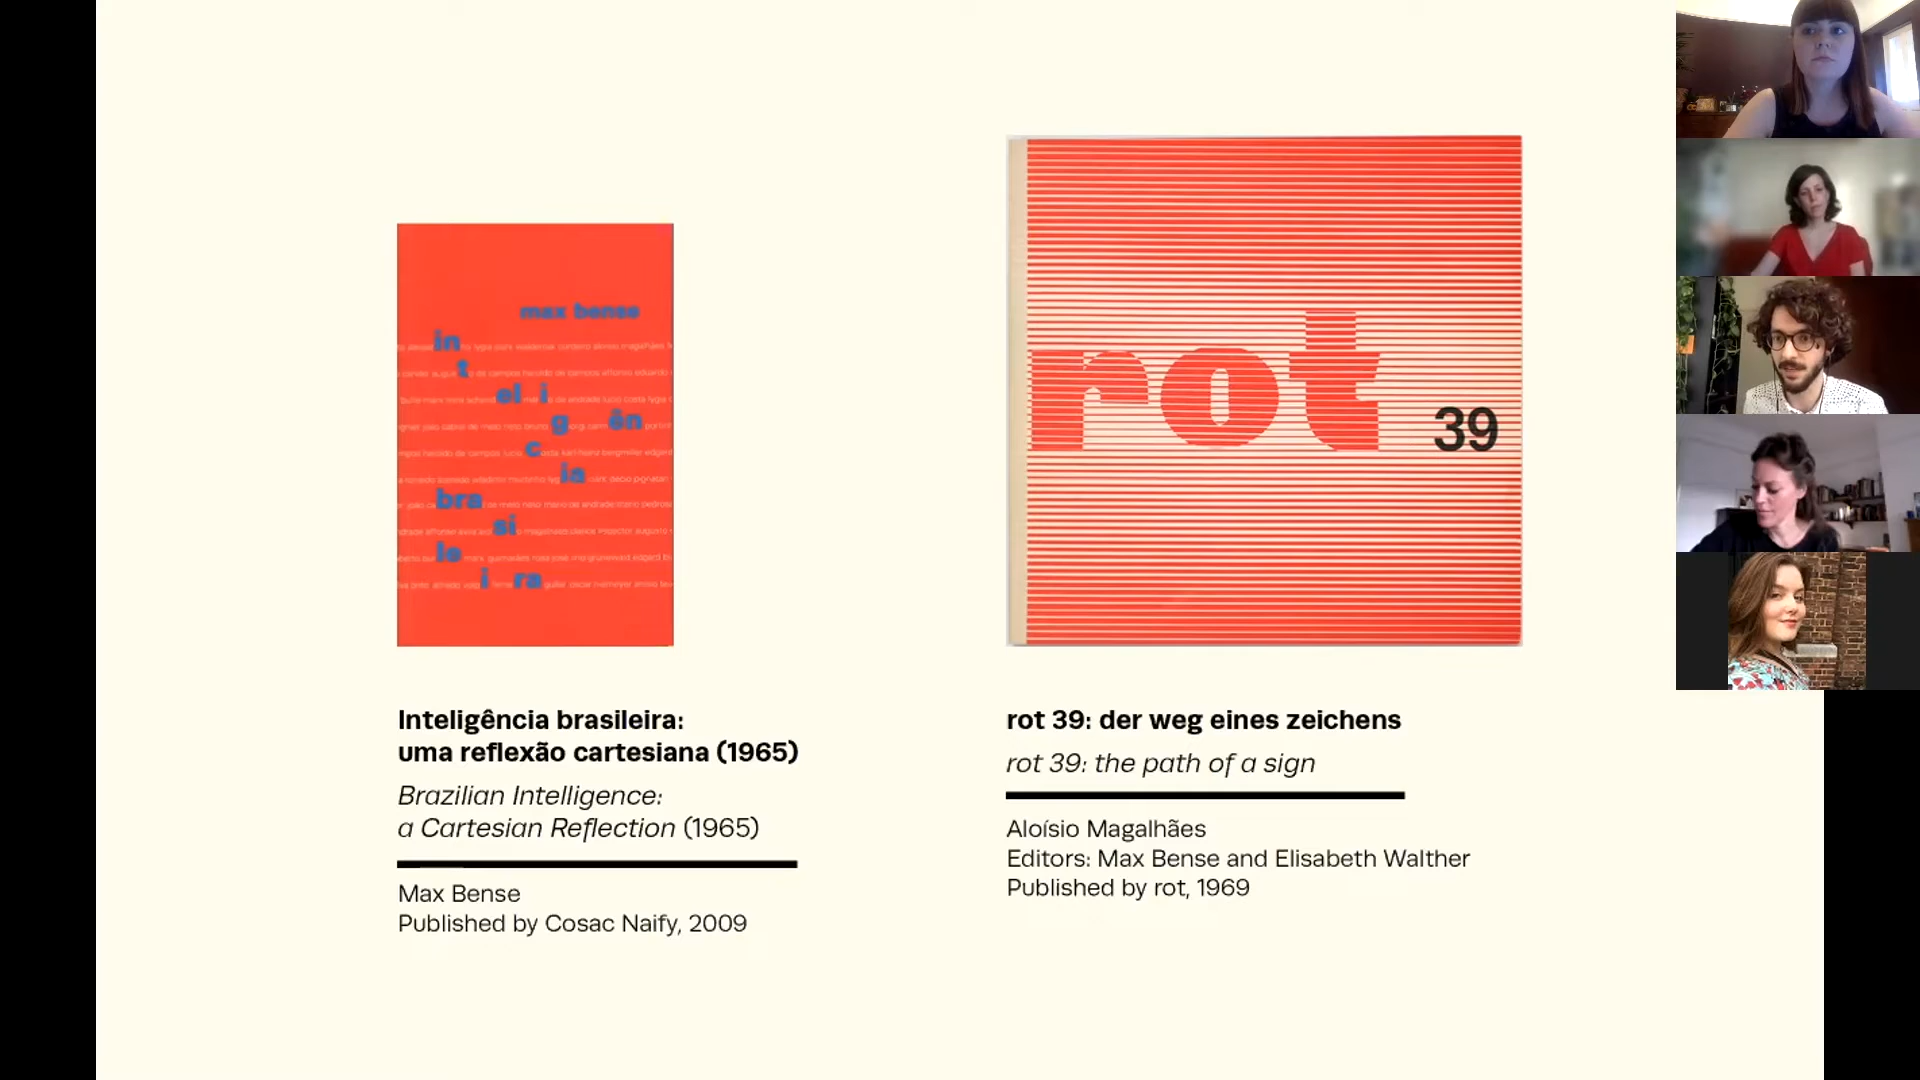 max bense
in
t
el i
g ên
c
ia
bra
si
le
i ra
rot
39
Inteligência brasileira:
uma reflexão cartesiana (1965)
Brazilian Intelligence:
a Cartesian Reflection (1965)
Max Bense
Published by Cosac Naify, 2009
rot 39: der weg eines zeichens
rot 39: the path of a sign
Aloísio Magalhães
Editors: Max Bense and Elisabeth Walther
Published by rot, 1969